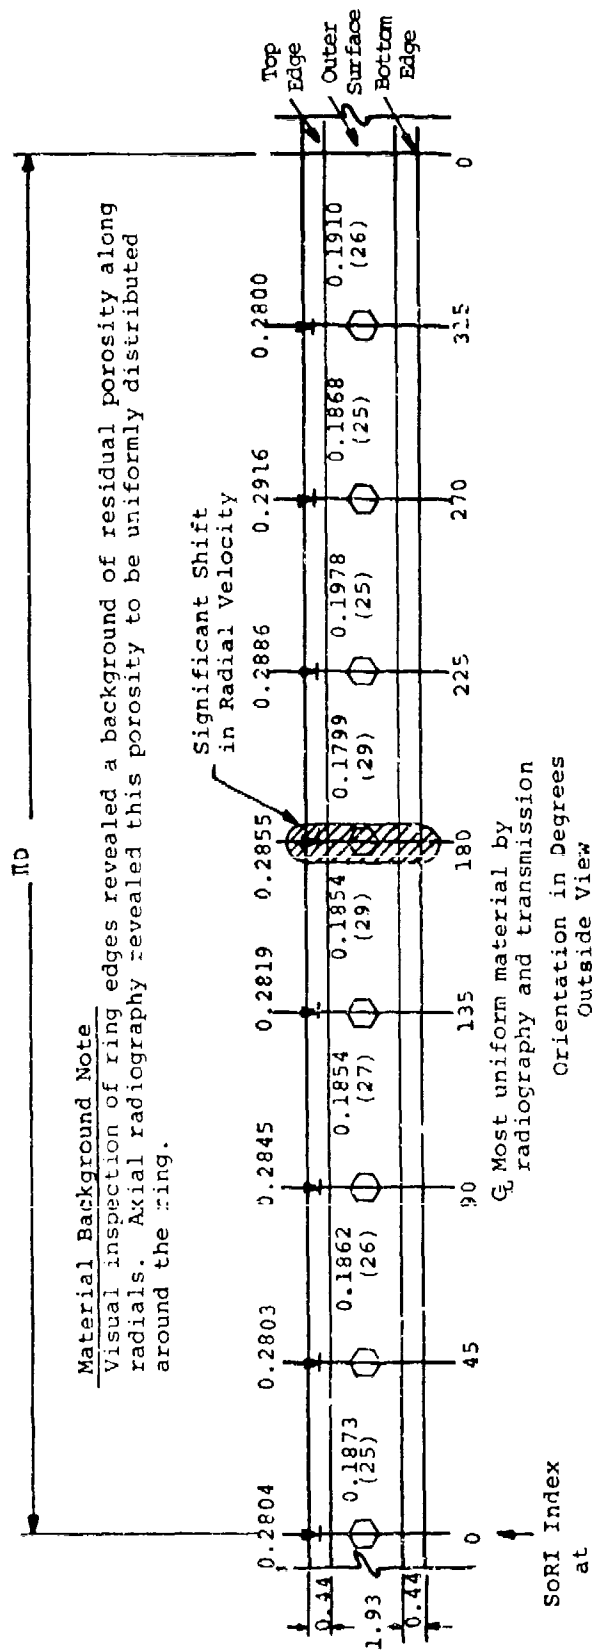 πD
Material Background Note
Visual inspection of ring edges revealed a background of residual porosity along
radials. Axial radiography revealed this porosity to be uniformly distributed
around the ring.
Significant Shift
in Radial Velocity
Top
Edge
Outer
Surface
Bottom
Edge
0.2804
0.2803
0.2845
0.2819
0.2855
0.2886
0.2916
0.2800
0.44
1.93
0.44
0.1873
(25)
0.1862
(26)
0.1854
(27)
0.1854
(29)
0.1799
(29)
0.1978
(25)
0.1868
(25)
0.1910
(26)
0
45
90
135
180
225
270
315
0
SoRI Index
at
℄ Most uniform material by
radiography and transmission
Orientation in Degrees
Outside View